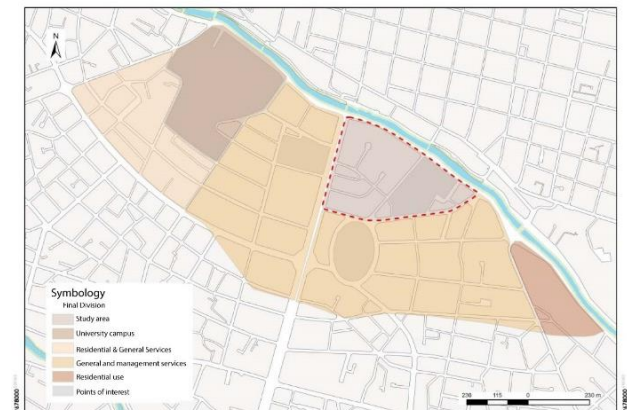 N
Symbology
Final Division
Study area
University campus
Residential & General Services
General and management services
Residential use
Points of interest
230 115 0 230 m